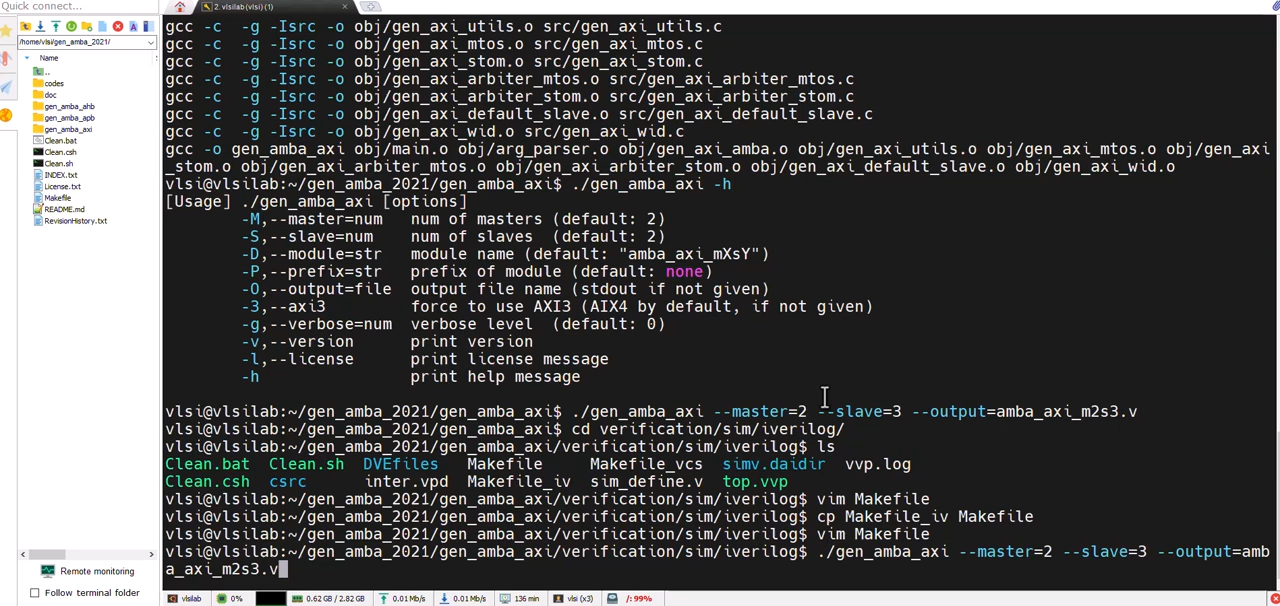 Quick connect...
2. vlsilab(vlsi) (1)
/home/vlsi/gen_amba_2021/
Name
..
codes
doc
gen_amba_ahb
gen_amba_apb
gen_amba_axi
Clean.bat
Clean.csh
Clean.sh
INDEX.txt
License.txt
Makefile
README.md
RevisionHistory.txt
Remote monitoring
Follow terminal folder
gcc -c  -g -Isrc -o obj/gen_axi_utils.o src/gen_axi_utils.c
gcc -c  -g -Isrc -o obj/gen_axi_mtos.o src/gen_axi_mtos.c
gcc -c  -g -Isrc -o obj/gen_axi_stom.o src/gen_axi_stom.c
gcc -c  -g -Isrc -o obj/gen_axi_arbiter_mtos.o src/gen_axi_arbiter_mtos.c
gcc -c  -g -Isrc -o obj/gen_axi_arbiter_stom.o src/gen_axi_arbiter_stom.c
gcc -c  -g -Isrc -o obj/gen_axi_default_slave.o src/gen_axi_default_slave.c
gcc -c  -g -Isrc -o obj/gen_axi_wid.o src/gen_axi_wid.c
gcc -o gen_amba_axi obj/main.o obj/arg_parser.o obj/gen_axi_amba.o obj/gen_axi_utils.o obj/gen_axi_mtos.o obj/gen_axi
_stom.o obj/gen_axi_arbiter_mtos.o obj/gen_axi_arbiter_stom.o obj/gen_axi_default_slave.o obj/gen_axi_wid.o
vlsi@vlsilab:~/gen_amba_2021/gen_amba_axi$ ./gen_amba_axi -h
[Usage] ./gen_amba_axi [options]
-M,--master=num   num of masters (default: 2)
-S,--slave=num    num of slaves  (default: 2)
-D,--module=str   module name (default: "amba_axi_mXsY")
-P,--prefix=str   prefix of module (default: none)
-O,--output=file  output file name (stdout if not given)
-3,--axi3         force to use AXI3 (AIX4 by default, if not given)
-g,--verbose=num  verbose level  (default: 0)
-v,--version      print version
-l,--license      print license message
-h                print help message
vlsi@vlsilab:~/gen_amba_2021/gen_amba_axi$ ./gen_amba_axi --master=2 --slave=3 --output=amba_axi_m2s3.v
vlsi@vlsilab:~/gen_amba_2021/gen_amba_axi$ cd verification/sim/iverilog/
vlsi@vlsilab:~/gen_amba_2021/gen_amba_axi/verification/sim/iverilog$ ls
Clean.bat  Clean.sh  DVEfiles   Makefile     Makefile_vcs  simv.daidir  vvp.log
Clean.csh  csrc      inter.vpd  Makefile_iv  sim_define.v  top.vvp
vlsi@vlsilab:~/gen_amba_2021/gen_amba_axi/verification/sim/iverilog$ vim Makefile
vlsi@vlsilab:~/gen_amba_2021/gen_amba_axi/verification/sim/iverilog$ cp Makefile_iv Makefile
vlsi@vlsilab:~/gen_amba_2021/gen_amba_axi/verification/sim/iverilog$ vim Makefile
vlsi@vlsilab:~/gen_amba_2021/gen_amba_axi/verification/sim/iverilog$ ./gen_amba_axi --master=2 --slave=3 --output=amb
a_axi_m2s3.v
vlsilab 0% 0.62 GB / 2.82 GB 0.01 Mb/s 0.01 Mb/s 136 min vlsi (x3) /: 99%